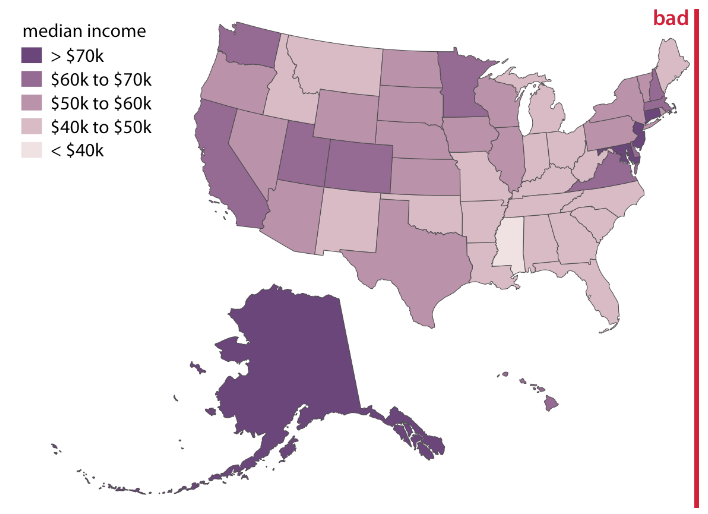 bad
median income
> $70k
$60k to $70k
$50k to $60k
$40k to $50k
< $40k